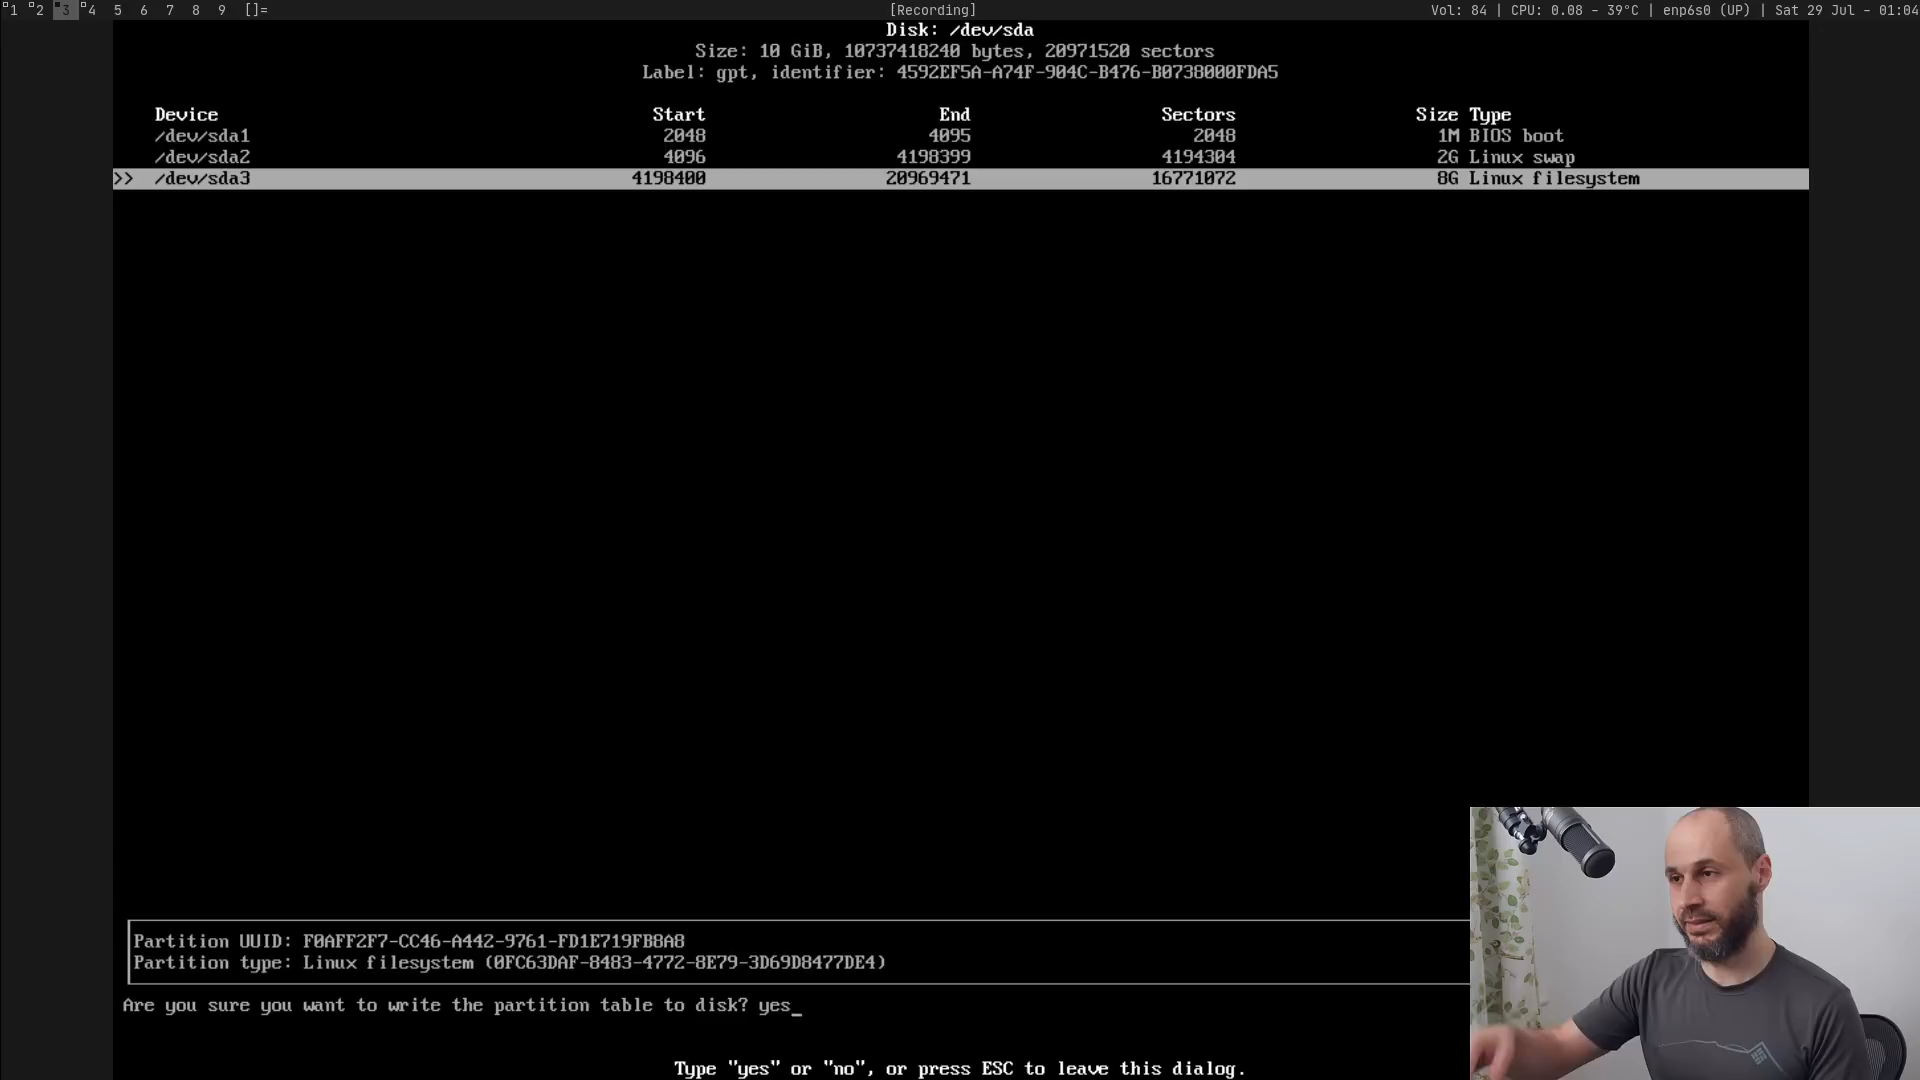 1 2 3 4 5 6 7 8 9 []= [Recording] Vol: 84 | CPU: 0.08 - 39°C | enp6s0 (UP) | Sat 29 Jul - 01:04
Disk: /dev/sda
Size: 10 GiB, 10737418240 bytes, 20971520 sectors
Label: gpt, identifier: 4592EF5A-A74F-904C-B476-B0738000FDA5
Device Start End Sectors Size Type
/dev/sda1 2048 4095 2048 1M BIOS boot
/dev/sda2 4096 4198399 4194304 2G Linux swap
>> /dev/sda3 4198400 20969471 16771072 8G Linux filesystem
Partition UUID: F0AFF2F7-CC46-A442-9761-FD1E719FB8A8
Partition type: Linux filesystem (0FC63DAF-8483-4772-8E79-3D69D8477DE4)
Are you sure you want to write the partition table to disk? yes_
Type "yes" or "no", or press ESC to leave this dialog.